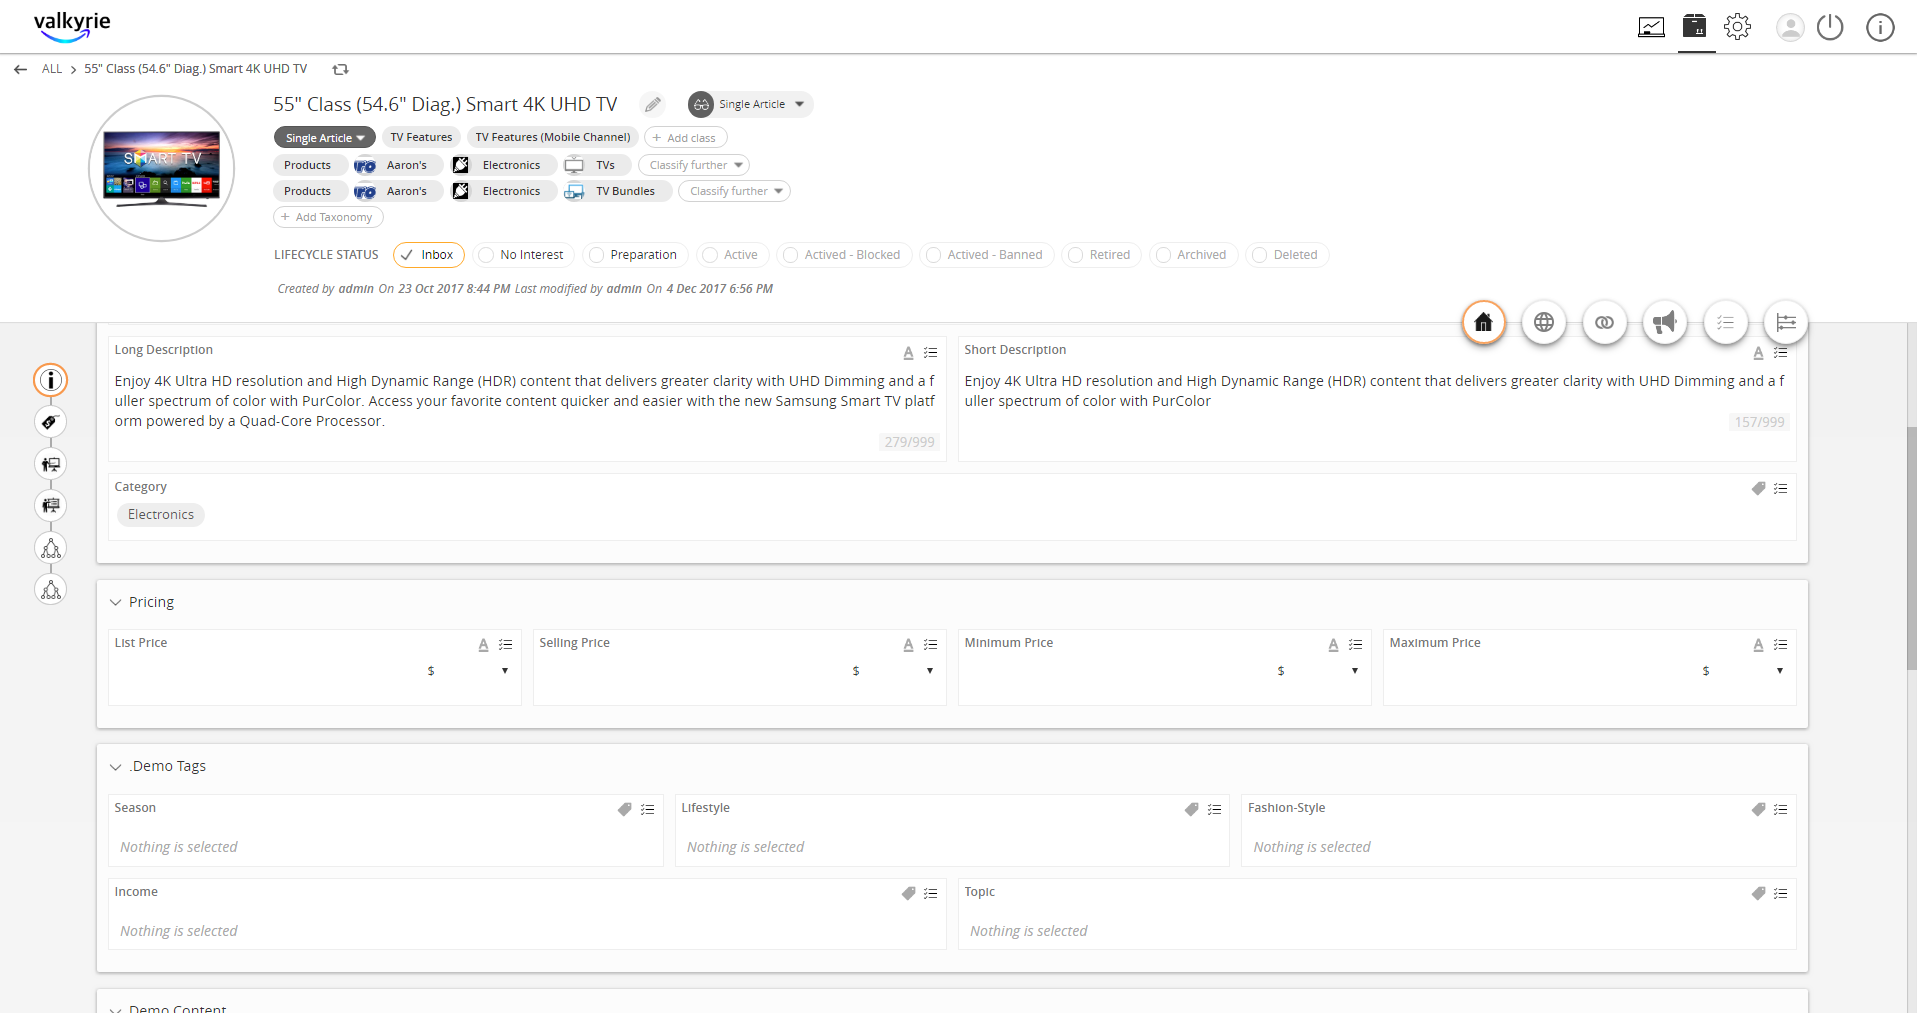 valkyrie
ALL > 55" Class (54.6" Diag.) Smart 4K UHD TV
55" Class (54.6" Diag.) Smart 4K UHD TV
Single Article
Single Article TV Features TV Features (Mobile Channel) + Add class
Products Aaron's Electronics TVs Classify further
Products Aaron's Electronics TV Bundles Classify further
+ Add Taxonomy
SMART TV
LIFECYCLE STATUS Inbox No Interest Preparation Active Actived - Blocked Actived - Banned Retired Archived Deleted
Created by admin On 23 Oct 2017 8:44 PM Last modified by admin On 4 Dec 2017 6:56 PM
Long Description
Enjoy 4K Ultra HD resolution and High Dynamic Range (HDR) content that delivers greater clarity with UHD Dimming and a f
uller spectrum of color with PurColor. Access your favorite content quicker and easier with the new Samsung Smart TV platf
orm powered by a Quad-Core Processor.
279/999
Short Description
Enjoy 4K Ultra HD resolution and High Dynamic Range (HDR) content that delivers greater clarity with UHD Dimming and a f
uller spectrum of color with PurColor
157/999
Category
Electronics
Pricing
List Price
$
Selling Price
$
Minimum Price
$
Maximum Price
$
.Demo Tags
Season
Nothing is selected
Lifestyle
Nothing is selected
Fashion-Style
Nothing is selected
Income
Nothing is selected
Topic
Nothing is selected
Demo Content